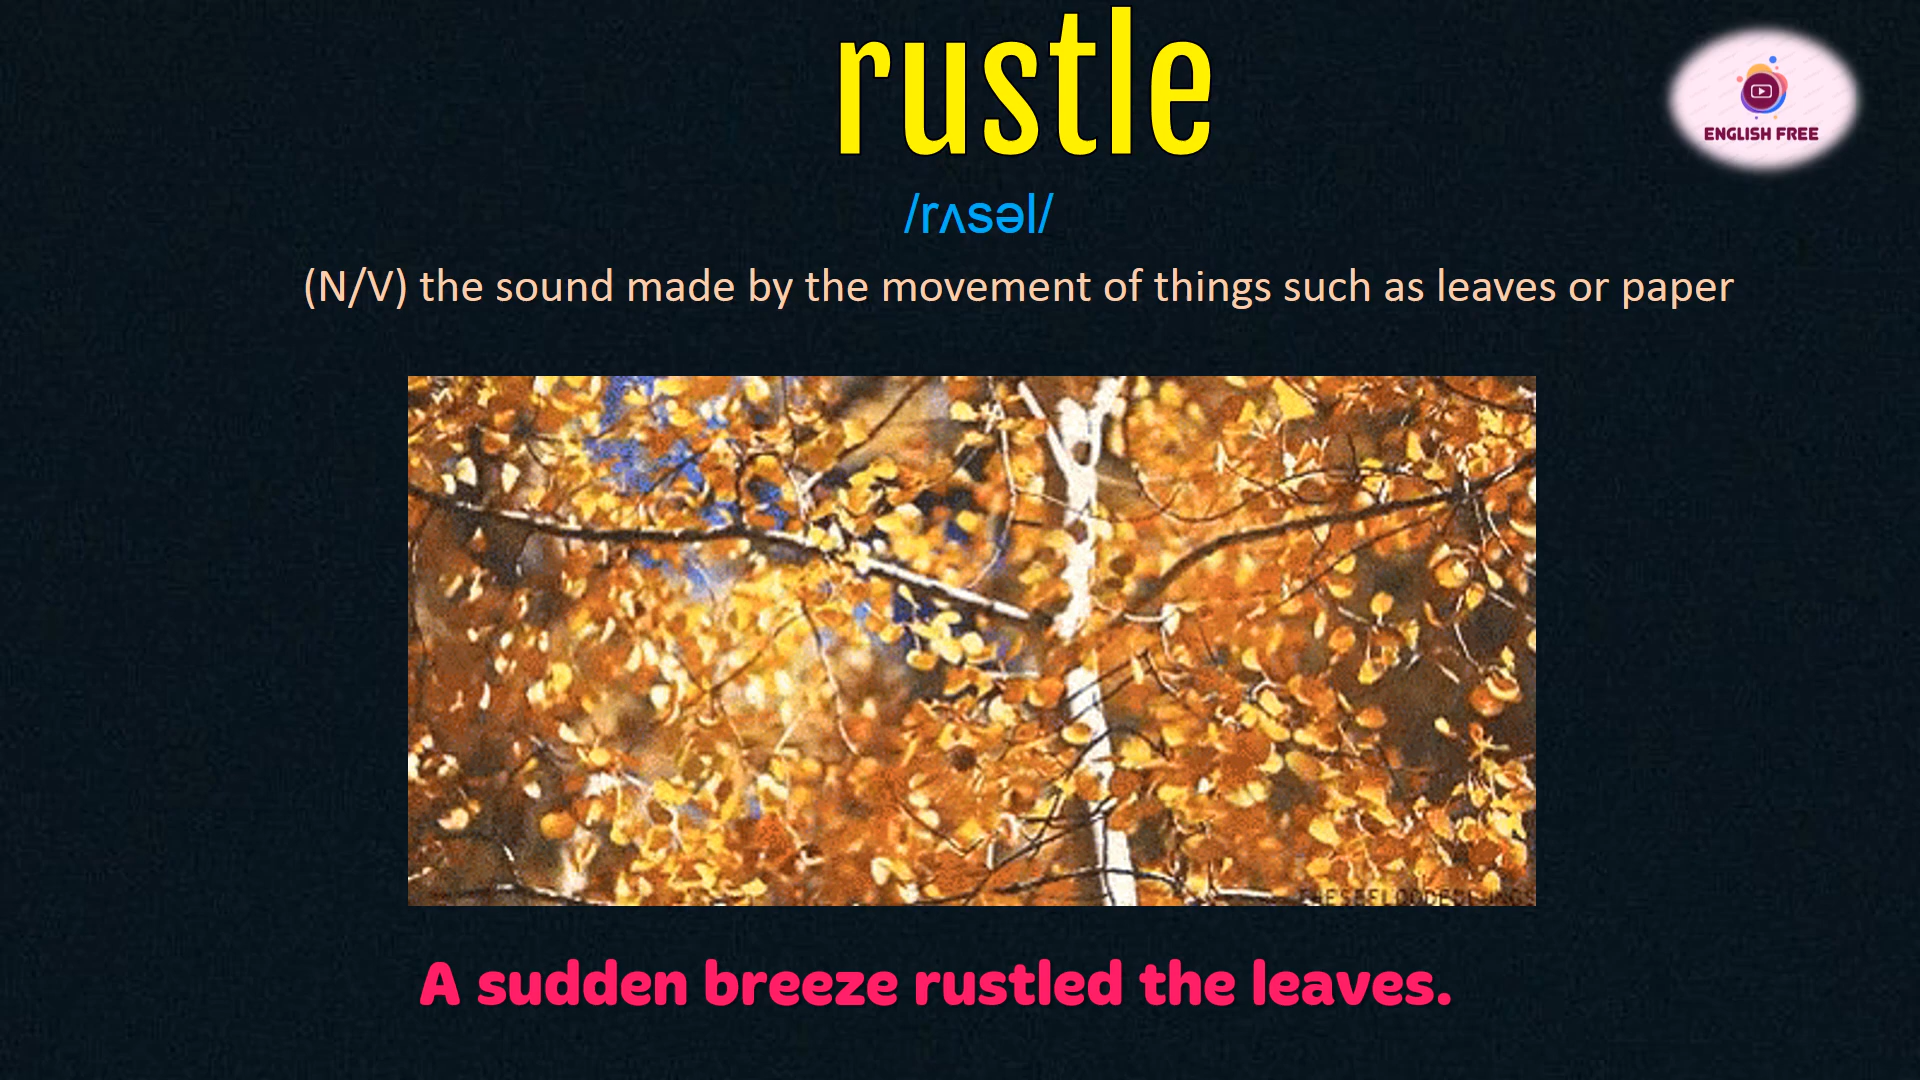 rustle
ENGLISH FREE
/rʌsəl/
(N/V) the sound made by the movement of things such as leaves or paper
A sudden breeze rustled the leaves.